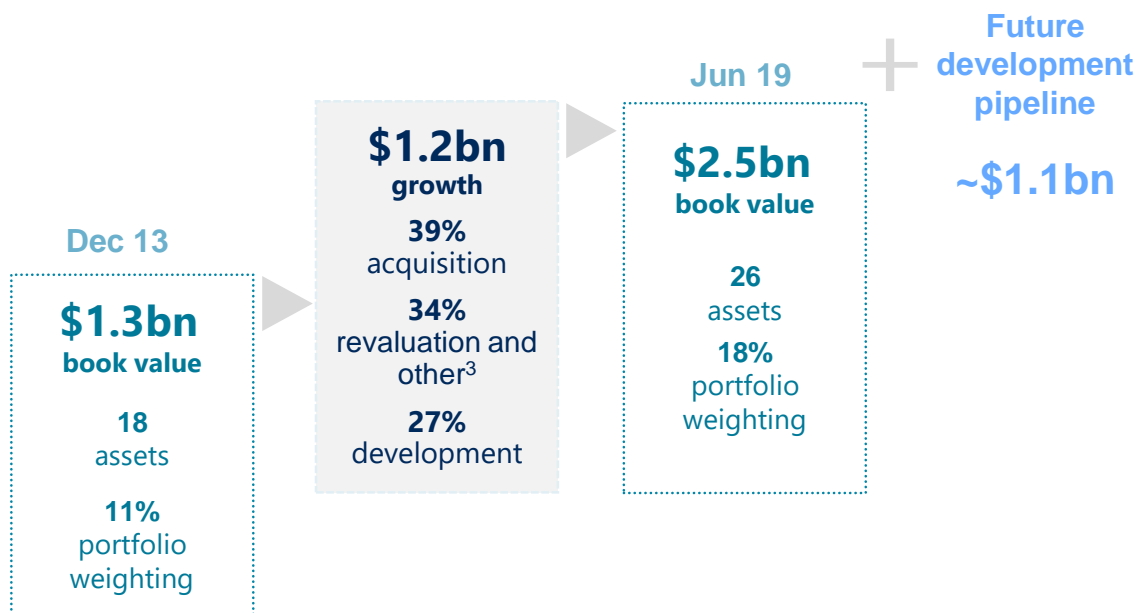 Dec 13
$1.3bn
book value
18
assets
11%
portfolio
weighting
$1.2bn
growth
39%
acquisition
34%
revaluation and
other³
27%
development
Jun 19
$2.5bn
book value
26
assets
18%
portfolio
weighting
+
Future
development
pipeline
~$1.1bn